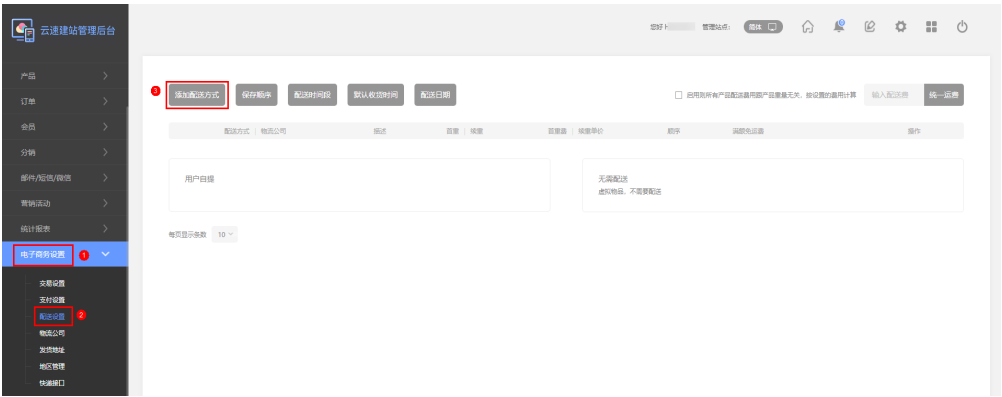 云速建站管理后台
您好 h
管理站点:
简体
产品
订单
会员
分销
邮件/短信/微信
营销活动
统计报表
电子商务设置 1
交易设置
支付设置
配送设置 2
物流公司
发货地址
地区管理
快递接口
3 添加配送方式 保存顺序 配送时间段 默认收货时间 配送日期
启用则所有产品配送费用跟产品重量无关，按设置的费用计算 输入配送费 统一运费
配送方式 | 物流公司 描述 首重 | 续重 首重费 | 续重单价 顺序 满额免运费 操作
用户自提
无需配送
虚拟物品，不需要配送
每页显示条数 10